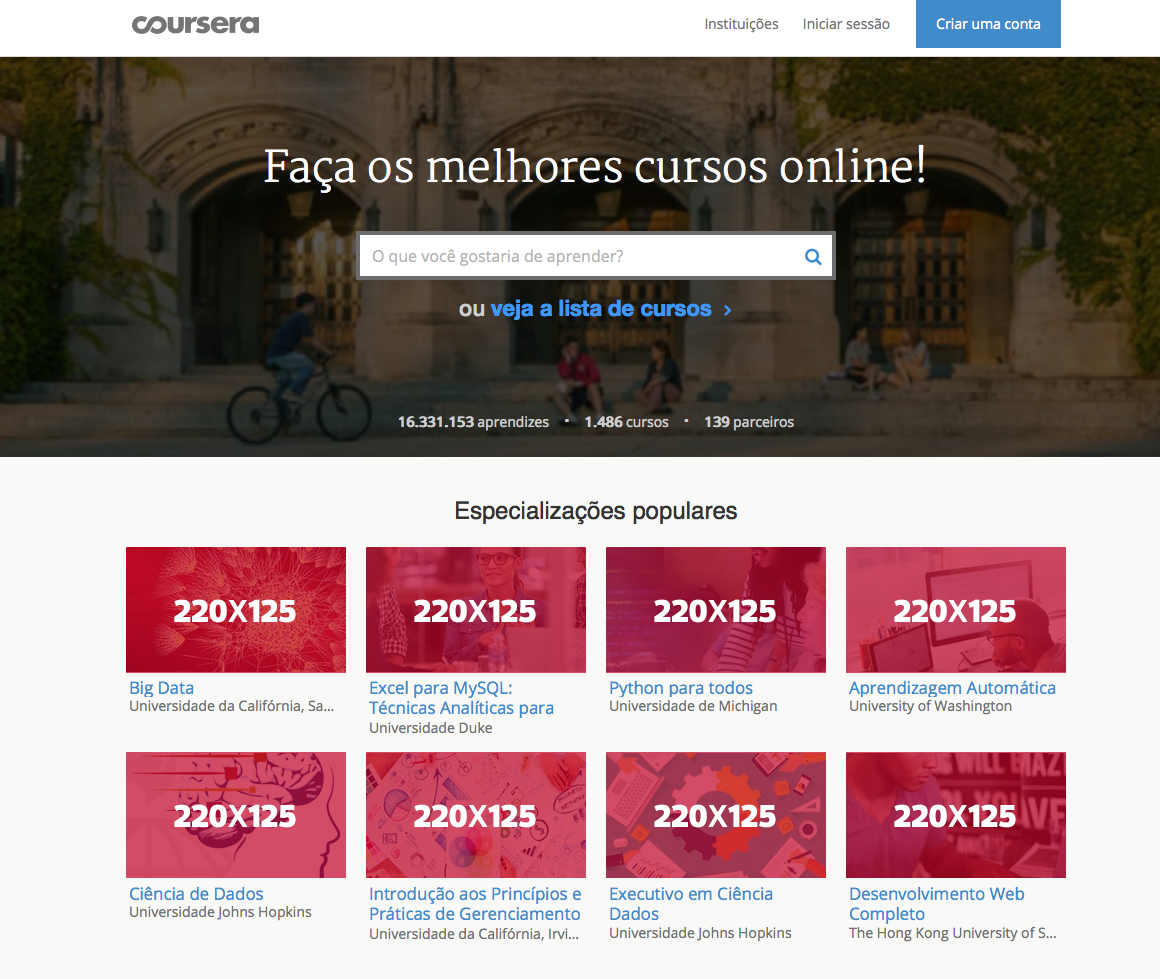 coursera
Instituições
Iniciar sessão
Criar uma conta
Faça os melhores cursos online!
O que você gostaria de aprender?
ou veja a lista de cursos ›
16.331.153 aprendizes · 1.486 cursos · 139 parceiros
Especializações populares
220X125
Big Data
Universidade da Califórnia, Sa...
220X125
Excel para MySQL:
Técnicas Analíticas para
Universidade Duke
220X125
Python para todos
Universidade de Michigan
220X125
Aprendizagem Automática
University of Washington
220X125
Ciência de Dados
Universidade Johns Hopkins
220X125
Introdução aos Princípios e
Práticas de Gerenciamento
Universidade da Califórnia, Irvi...
220X125
Executivo em Ciência
Dados
Universidade Johns Hopkins
220X125
Desenvolvimento Web
Completo
The Hong Kong University of S...